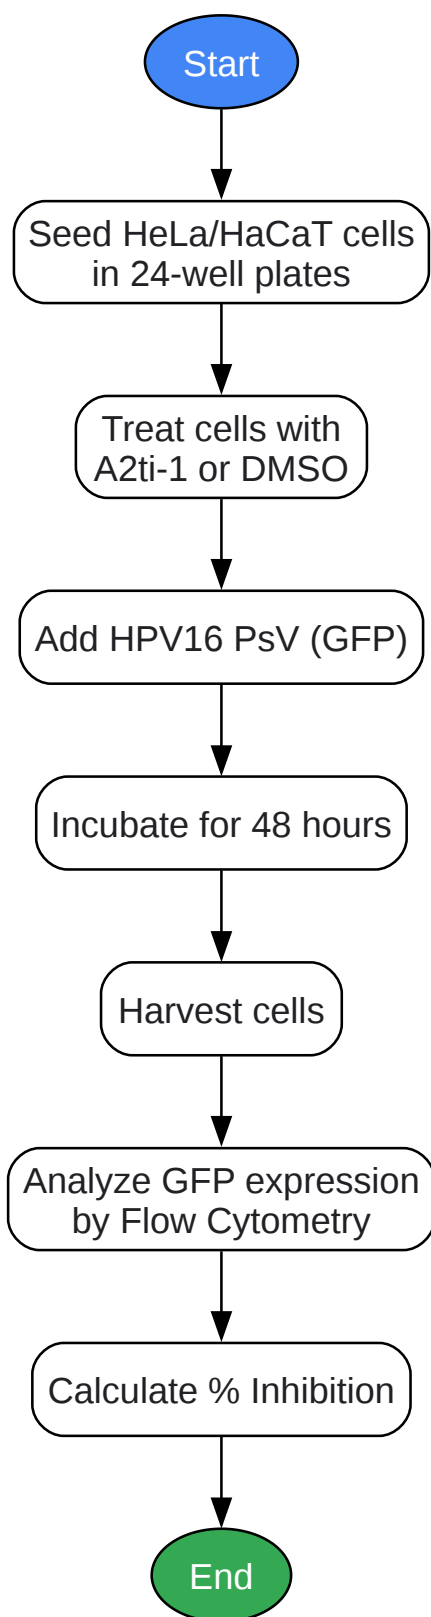 Start
Seed HeLa/HaCaT cells
in 24-well plates
Treat cells with
A2ti-1 or DMSO
Add HPV16 PsV (GFP)
Incubate for 48 hours
Harvest cells
Analyze GFP expression
by Flow Cytometry
Calculate % Inhibition
End